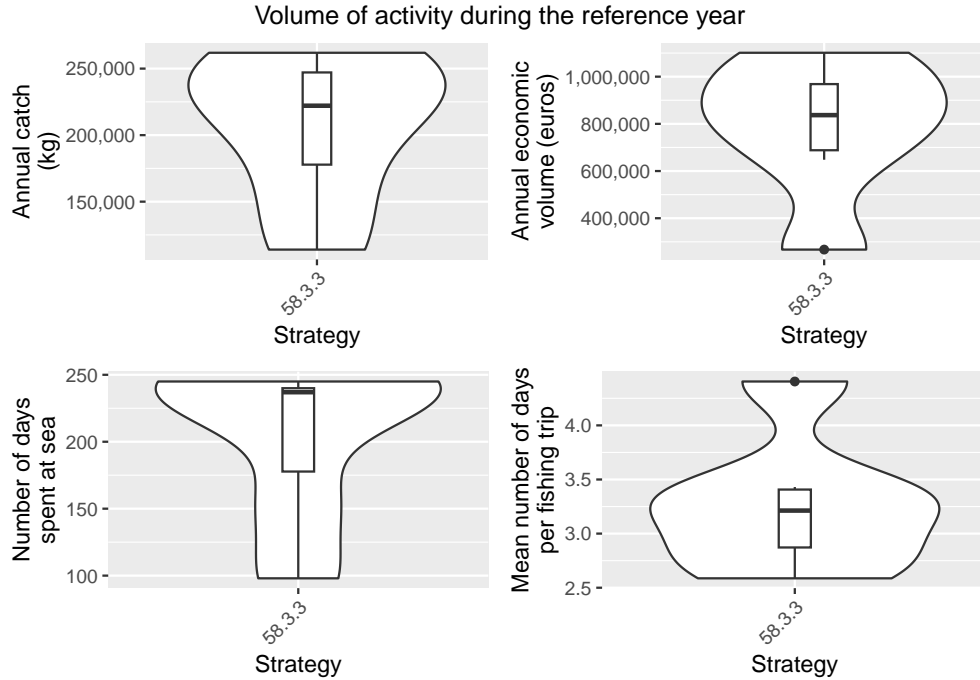 Volume of activity during the reference year
Annual catch
(kg)
250,000
200,000
150,000
58.3.3
Strategy
Annual economic
volume (euros)
1,000,000
800,000
600,000
400,000
58.3.3
Strategy
Number of days
spent at sea
250
200
150
100
58.3.3
Strategy
Mean number of days
per fishing trip
4.0
3.5
3.0
2.5
58.3.3
Strategy